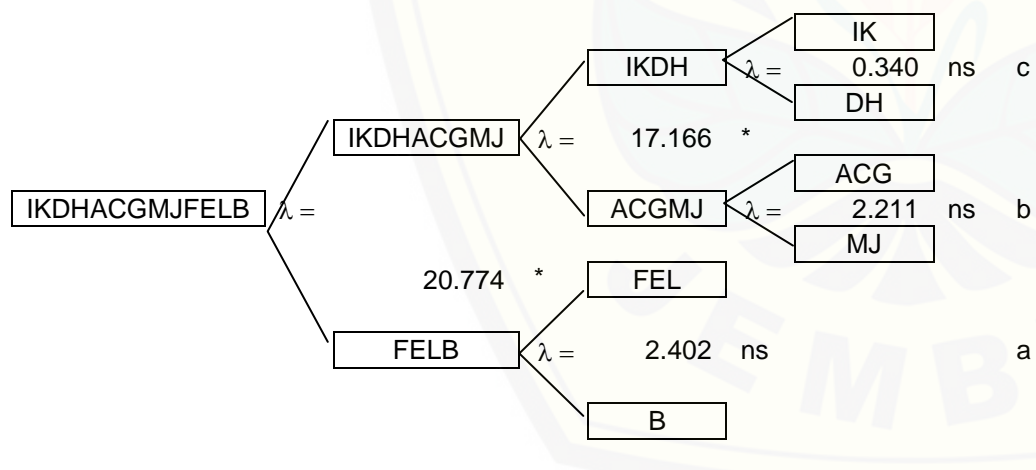 IK
IKDH λ = 0.340 ns c
DH
IKDHACGMJ λ = 17.166 *
ACG
IKDHACGMJFELB λ = ACGMJ λ = 2.211 ns b
MJ
20.774 * FEL
FELB λ = 2.402 ns a
B
EMB